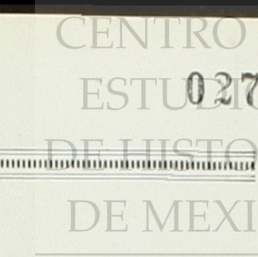 CENTRO
027
ESTUDI
DE HISTO
DE MEXI